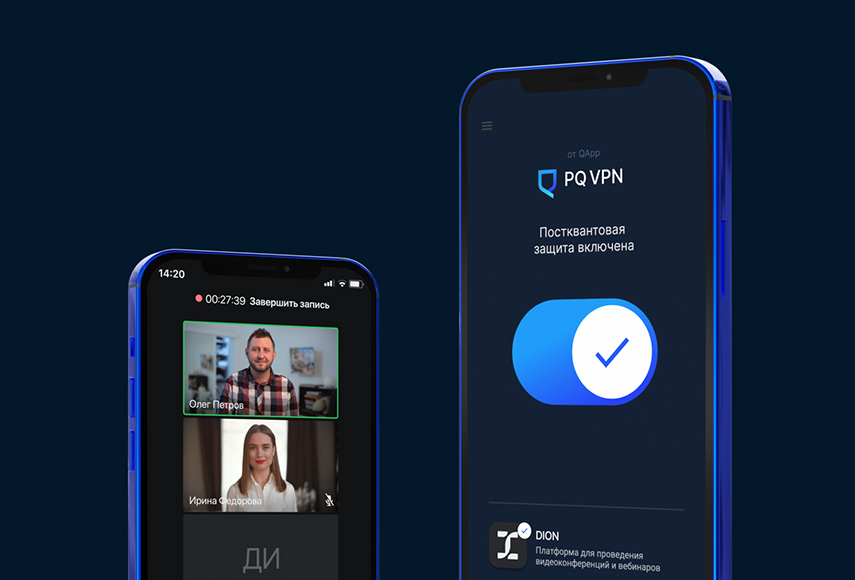 14:20
00:27:39 Завершить запись
Олег Петров
Ирина Федорова
ДИ
от QApp
PQ VPN
Постквантовая
защита включена
DION
Платформа для проведения
видеоконференций и вебинаров